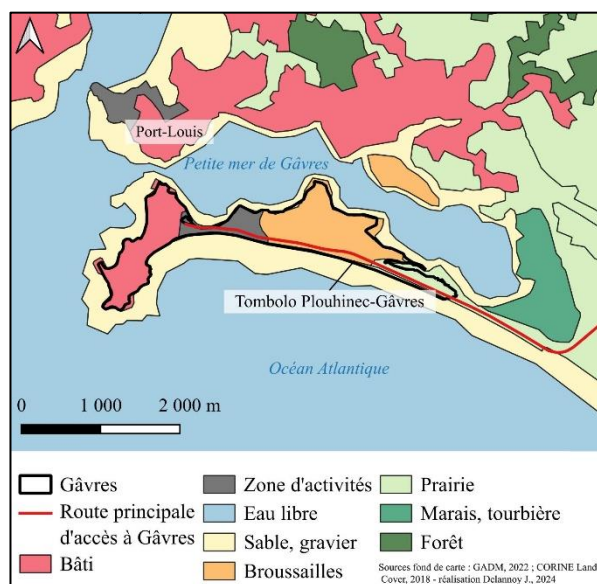 Port-Louis
Petite mer de Gâvres
Tombolo Plouhinec-Gâvres
Océan Atlantique
0 1 000 2 000 m
Gâvres
Route principale
d'accès à Gâvres
Bâti
Zone d'activités
Eau libre
Sable, gravier
Broussailles
Prairie
Marais, tourbière
Forêt
Sources fond de carte : GADM, 2022 ; CORINE Land
Cover, 2018 - réalisation Delannoy J., 2024